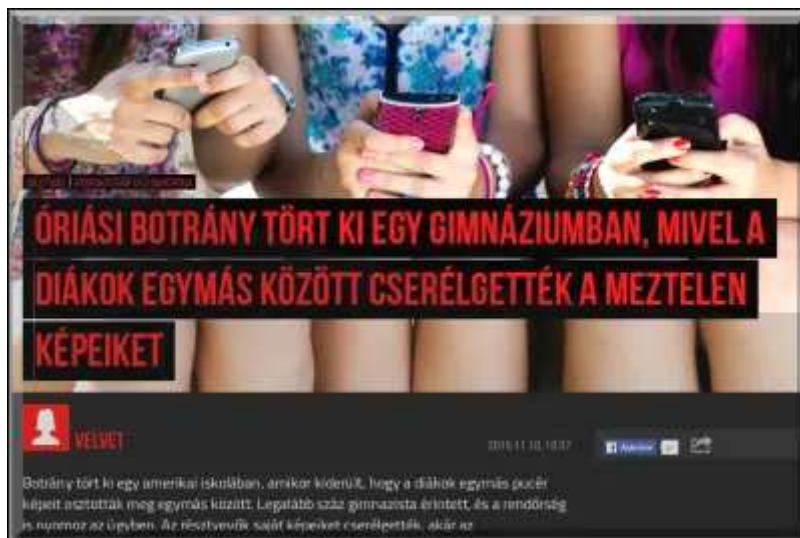 ÓRIÁSI BOTRÁNY TÖRT KI EGY GIMNÁZIUMBAN, MIVEL A
DIÁKOK EGYMÁS KÖZÖTT CSERÉLGETTÉK A MEZTELEN
KÉPEIKET
VELVET
Botrány tört ki egy amerikai iskolában, amikor kiderült, hogy a diákok egymás pucér
képeit osztották meg egymás között. Legalább száz gimnazista érintett, és a rendőrség
is nyomoz az ügyben. Az résztvevők saját képeiket cserélgették, akár az